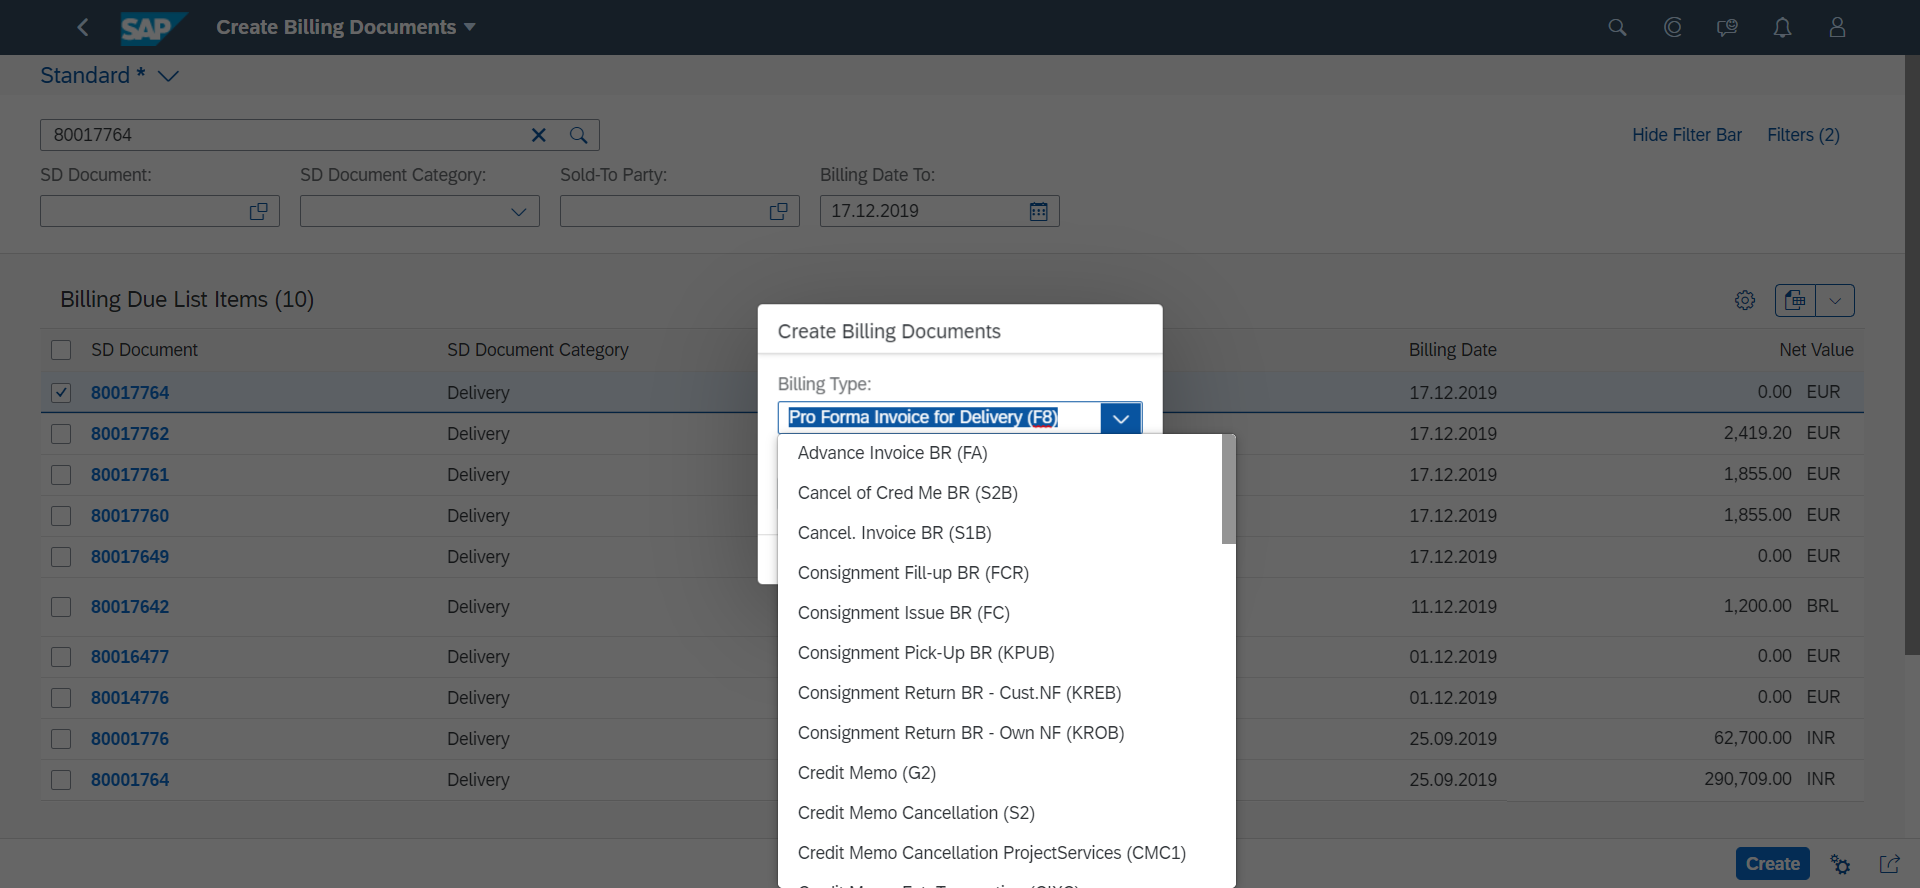 SAP Create Billing Documents
Standard *
80017764
Hide Filter Bar Filters (2)
SD Document: SD Document Category: Sold-To Party: Billing Date To:
17.12.2019
Billing Due List Items (10)
SD Document SD Document Category Billing Date Net Value
80017764 Delivery 17.12.2019 0.00 EUR
80017762 Delivery 17.12.2019 2,419.20 EUR
80017761 Delivery 17.12.2019 1,855.00 EUR
80017760 Delivery 17.12.2019 1,855.00 EUR
80017649 Delivery 17.12.2019 0.00 EUR
80017642 Delivery 11.12.2019 1,200.00 BRL
80016477 Delivery 01.12.2019 0.00 EUR
80014776 Delivery 01.12.2019 0.00 EUR
80001776 Delivery 25.09.2019 62,700.00 INR
80001764 Delivery 25.09.2019 290,709.00 INR
Create Billing Documents
Billing Type:
Pro Forma Invoice for Delivery (F8)
Advance Invoice BR (FA)
Cancel of Cred Me BR (S2B)
Cancel. Invoice BR (S1B)
Consignment Fill-up BR (FCR)
Consignment Issue BR (FC)
Consignment Pick-Up BR (KPUB)
Consignment Return BR - Cust.NF (KREB)
Consignment Return BR - Own NF (KROB)
Credit Memo (G2)
Credit Memo Cancellation (S2)
Credit Memo Cancellation ProjectServices (CMC1)
Create